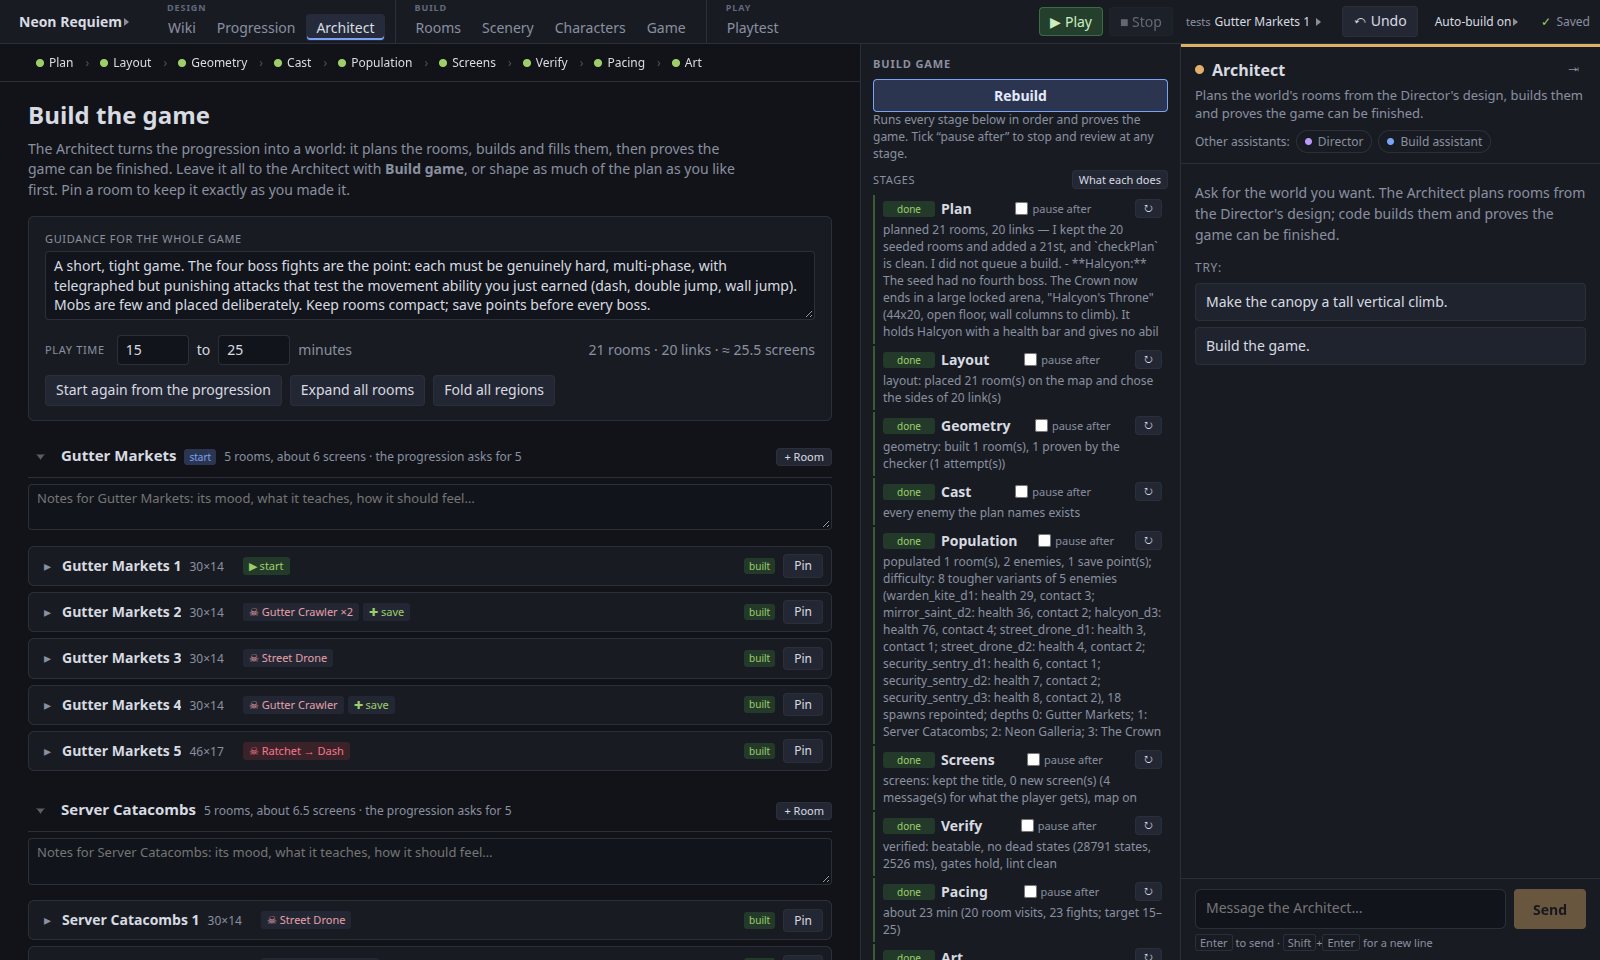 Neon Requiem
DESIGN
Wiki Progression Architect
BUILD
Rooms Scenery Characters Game
PLAY
Playtest
▶ Play
■ Stop
tests Gutter Markets 1
↶ Undo
Auto-build on
✓ Saved
Plan › Layout › Geometry › Cast › Population › Screens › Verify › Pacing › Art
Build the game
The Architect turns the progression into a world: it plans the rooms, builds and fills them, then proves the
game can be finished. Leave it all to the Architect with Build game, or shape as much of the plan as you like
first. Pin a room to keep it exactly as you made it.
GUIDANCE FOR THE WHOLE GAME
A short, tight game. The four boss fights are the point: each must be genuinely hard, multi-phase, with
telegraphed but punishing attacks that test the movement ability you just earned (dash, double jump, wall jump).
Mobs are few and placed deliberately. Keep rooms compact; save points before every boss.
PLAY TIME 15 to 25 minutes
21 rooms · 20 links · ≈ 25.5 screens
Start again from the progression
Expand all rooms
Fold all regions
Gutter Markets start 5 rooms, about 6 screens · the progression asks for 5
+ Room
Notes for Gutter Markets: its mood, what it teaches, how it should feel...
Gutter Markets 1 30×14 ▶ start built Pin
Gutter Markets 2 30×14 ☠ Gutter Crawler ×2 ✚ save built Pin
Gutter Markets 3 30×14 ☠ Street Drone built Pin
Gutter Markets 4 30×14 ☠ Gutter Crawler ✚ save built Pin
Gutter Markets 5 46×17 ☠ Ratchet → Dash built Pin
Server Catacombs 5 rooms, about 6.5 screens · the progression asks for 5
+ Room
Notes for Server Catacombs: its mood, what it teaches, how it should feel...
Server Catacombs 1 30×14 ☠ Street Drone built Pin
BUILD GAME
Rebuild
Runs every stage below in order and proves the
game. Tick “pause after” to stop and review at any
stage.
STAGES What each does
done Plan pause after ↻
planned 21 rooms, 20 links — I kept the 20
seeded rooms and added a 21st, and `checkPlan`
is clean. I did not queue a build. - **Halcyon:**
The seed had no fourth boss. The Crown now
ends in a large locked arena, "Halcyon's Throne"
(44x20, open floor, wall columns to climb). It
holds Halcyon with a health bar and gives no abil
done Layout pause after ↻
layout: placed 21 room(s) on the map and chose
the sides of 20 link(s)
done Geometry pause after ↻
geometry: built 1 room(s), 1 proven by the
checker (1 attempt(s))
done Cast pause after ↻
every enemy the plan names exists
done Population pause after ↻
populated 1 room(s), 2 enemies, 1 save point(s);
difficulty: 8 tougher variants of 5 enemies
(warden_kite_d1: health 29, contact 3;
mirror_saint_d2: health 36, contact 2; halcyon_d3:
health 76, contact 4; street_drone_d1: health 3,
contact 1; street_drone_d2: health 4, contact 2;
security_sentry_d1: health 6, contact 1;
security_sentry_d2: health 7, contact 2;
security_sentry_d3: health 8, contact 2), 18
spawns repointed; depths 0: Gutter Markets; 1:
Server Catacombs; 2: Neon Galleria; 3: The Crown
done Screens pause after ↻
screens: kept the title, 0 new screen(s) (4
message(s) for what the player gets), map on
done Verify pause after ↻
verified: beatable, no dead states (28791 states,
2526 ms), gates hold, lint clean
done Pacing pause after ↻
about 23 min (20 room visits, 23 fights; target 15–
25)
done Art pause after ↻
Architect
Plans the world's rooms from the Director's design, builds them
and proves the game can be finished.
Other assistants: Director Build assistant
Ask for the world you want. The Architect plans rooms from
the Director's design; code builds them and proves the
game can be finished.
TRY:
Make the canopy a tall vertical climb.
Build the game.
Message the Architect...
Send
Enter to send · Shift + Enter for a new line